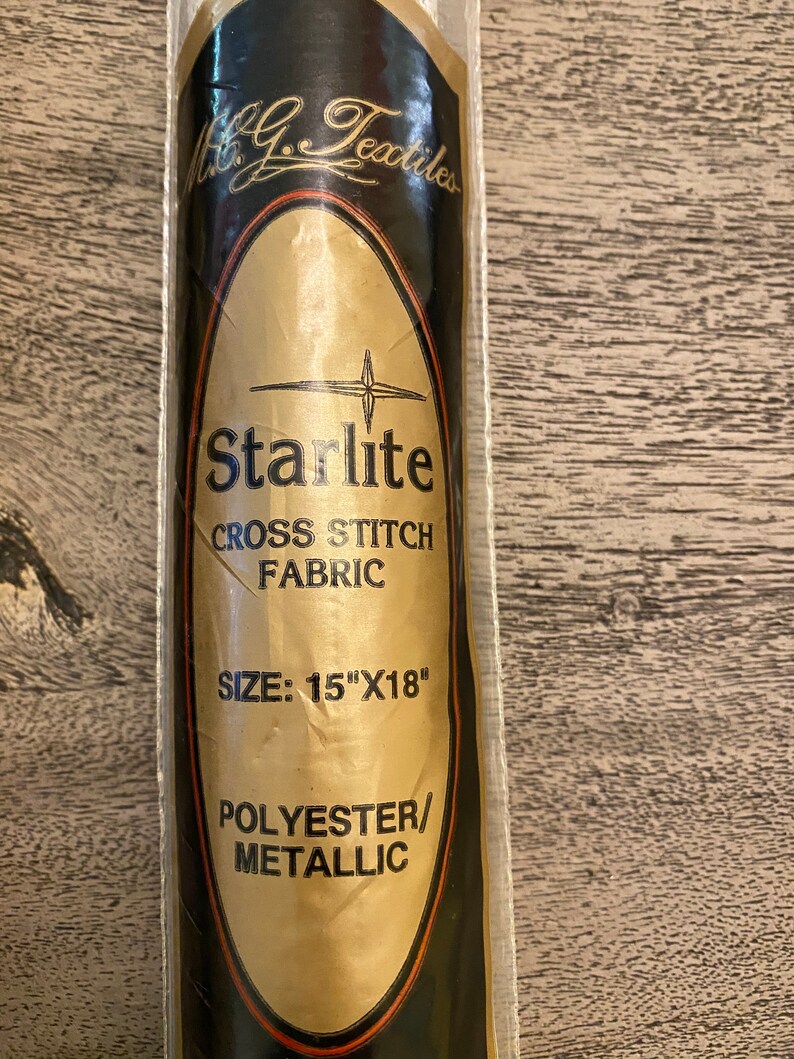 M.C.G. Textiles
Starlite
CROSS STITCH
FABRIC
SIZE: 15"X18"
POLYESTER/
METALLIC